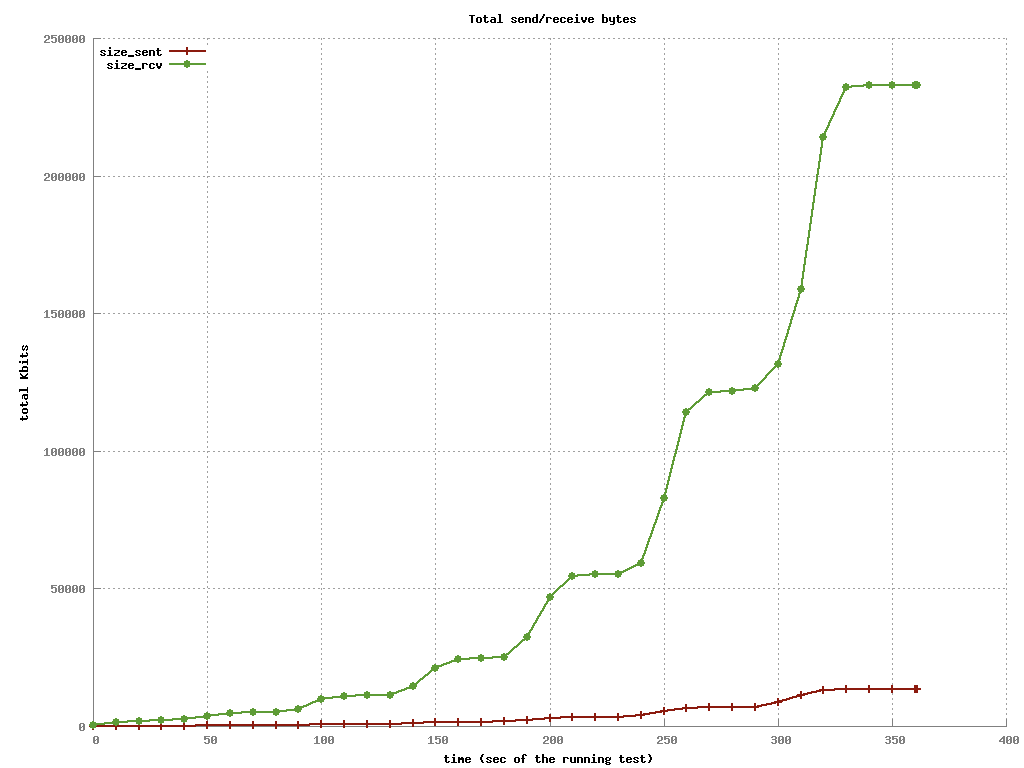 Total send/receive bytes
250000
size_sent
size_rcv
200000
150000
total Kbits
100000
50000
0
0 50 100 150 200 250 300 350 400
time (sec of the running test)